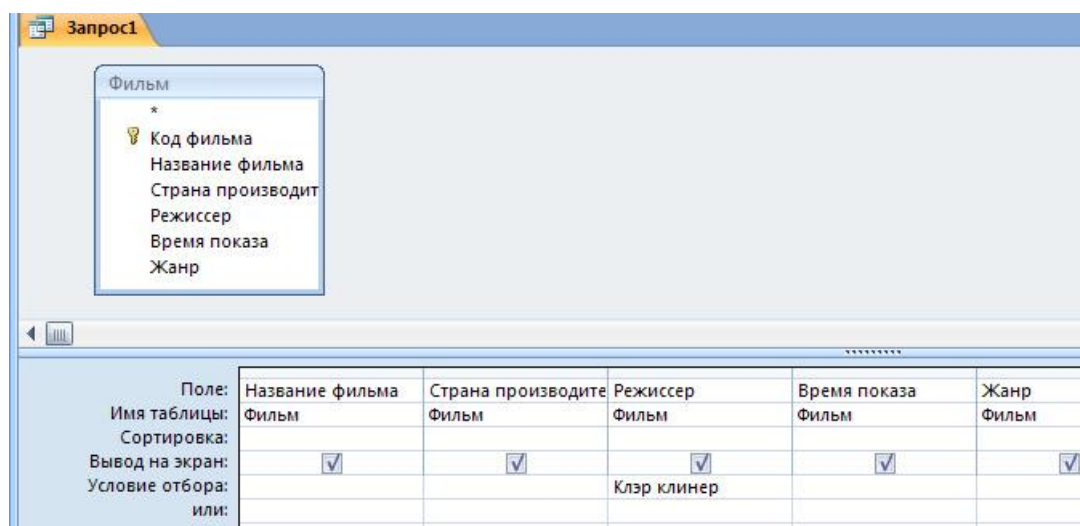 Запрос1
Фильм
*
Код фильма
Название фильма
Страна производит
Режиссер
Время показа
Жанр
Поле: Название фильма Страна производите Режиссер Время показа Жанр
Имя таблицы: Фильм Фильм Фильм Фильм Фильм
Сортировка:
Вывод на экран:
Условие отбора: Клэр клинер
или: